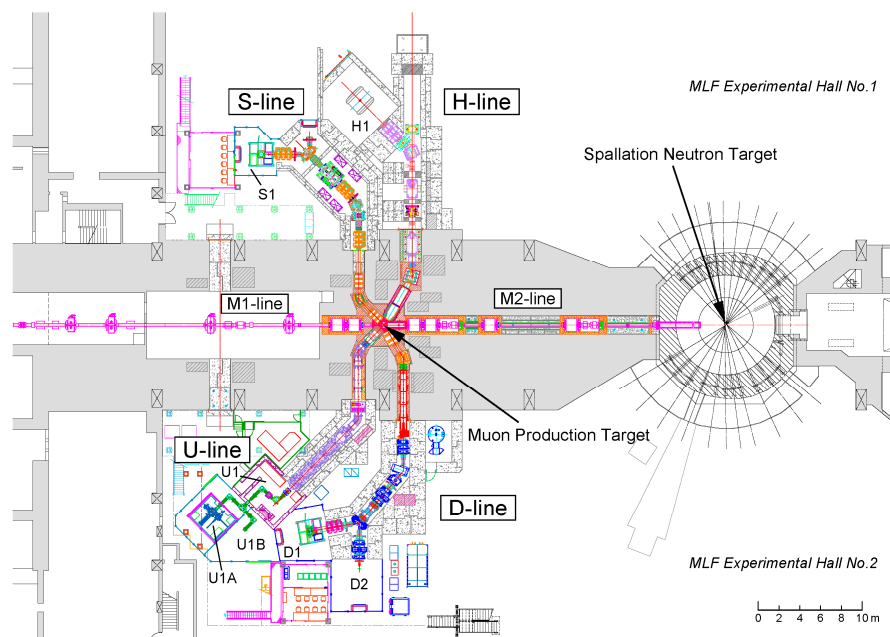 MLF Experimental Hall No.1
S-line
H-line
H1
Spallation Neutron Target
S1
M1-line
M2-line
Muon Production Target
U-line
U1
D-line
U1B
D1
U1A
D2
MLF Experimental Hall No.2
0 2 4 6 8 10 m